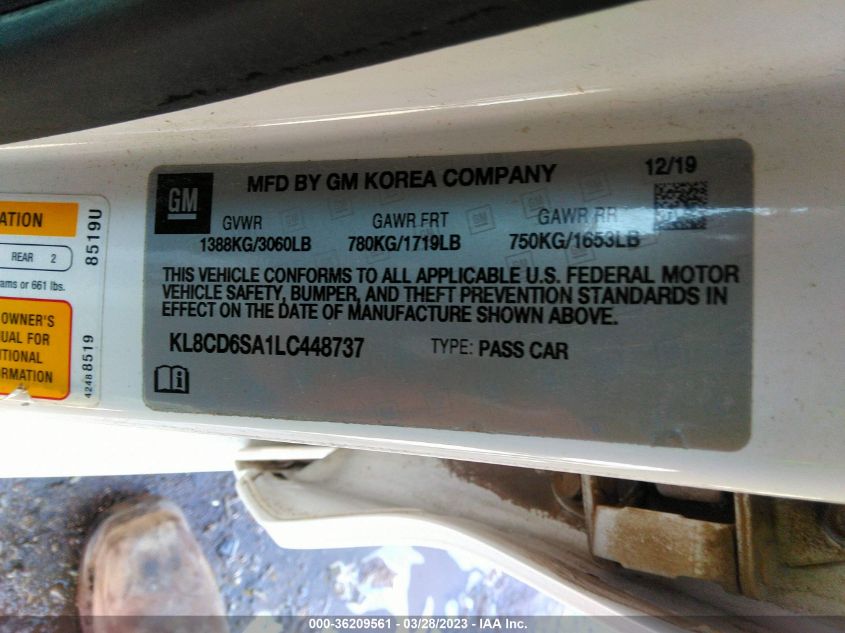 GM
MFD BY GM KOREA COMPANY
12/19
GVWR GAWR FRT GAWR RR
1388KG/3060LB 780KG/1719LB 750KG/1653LB
THIS VEHICLE CONFORMS TO ALL APPLICABLE U.S. FEDERAL MOTOR
VEHICLE SAFETY, BUMPER, AND THEFT PREVENTION STANDARDS IN
EFFECT ON THE DATE OF MANUFACTURE SHOWN ABOVE.
KL8CD6SA1LC448737 TYPE: PASS CAR
ATION
REAR 2
ams or 661 lbs.
OWNER'S
UAL FOR
ITIONAL
RMATION
8519U
42488519
000-36209561 - 03/28/2023 - IAA Inc.